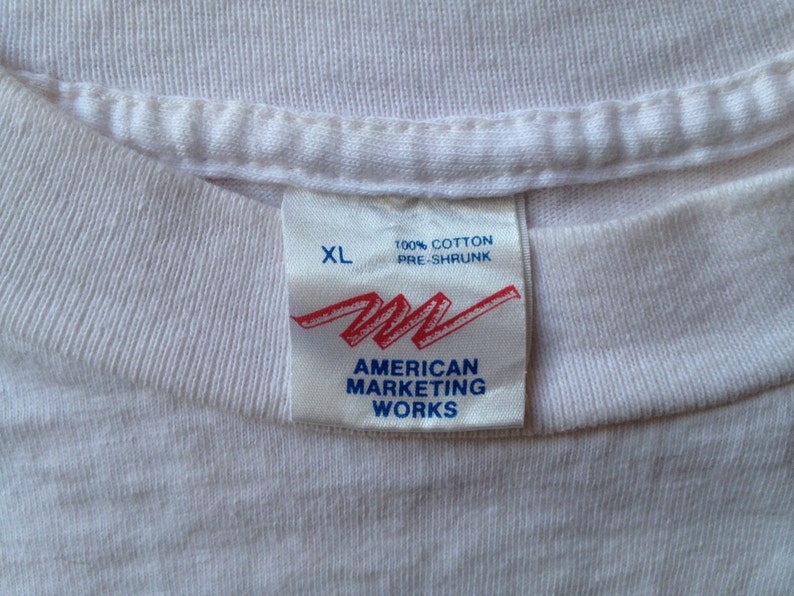 XL
100% COTTON
PRE-SHRUNK
AMERICAN
MARKETING
WORKS